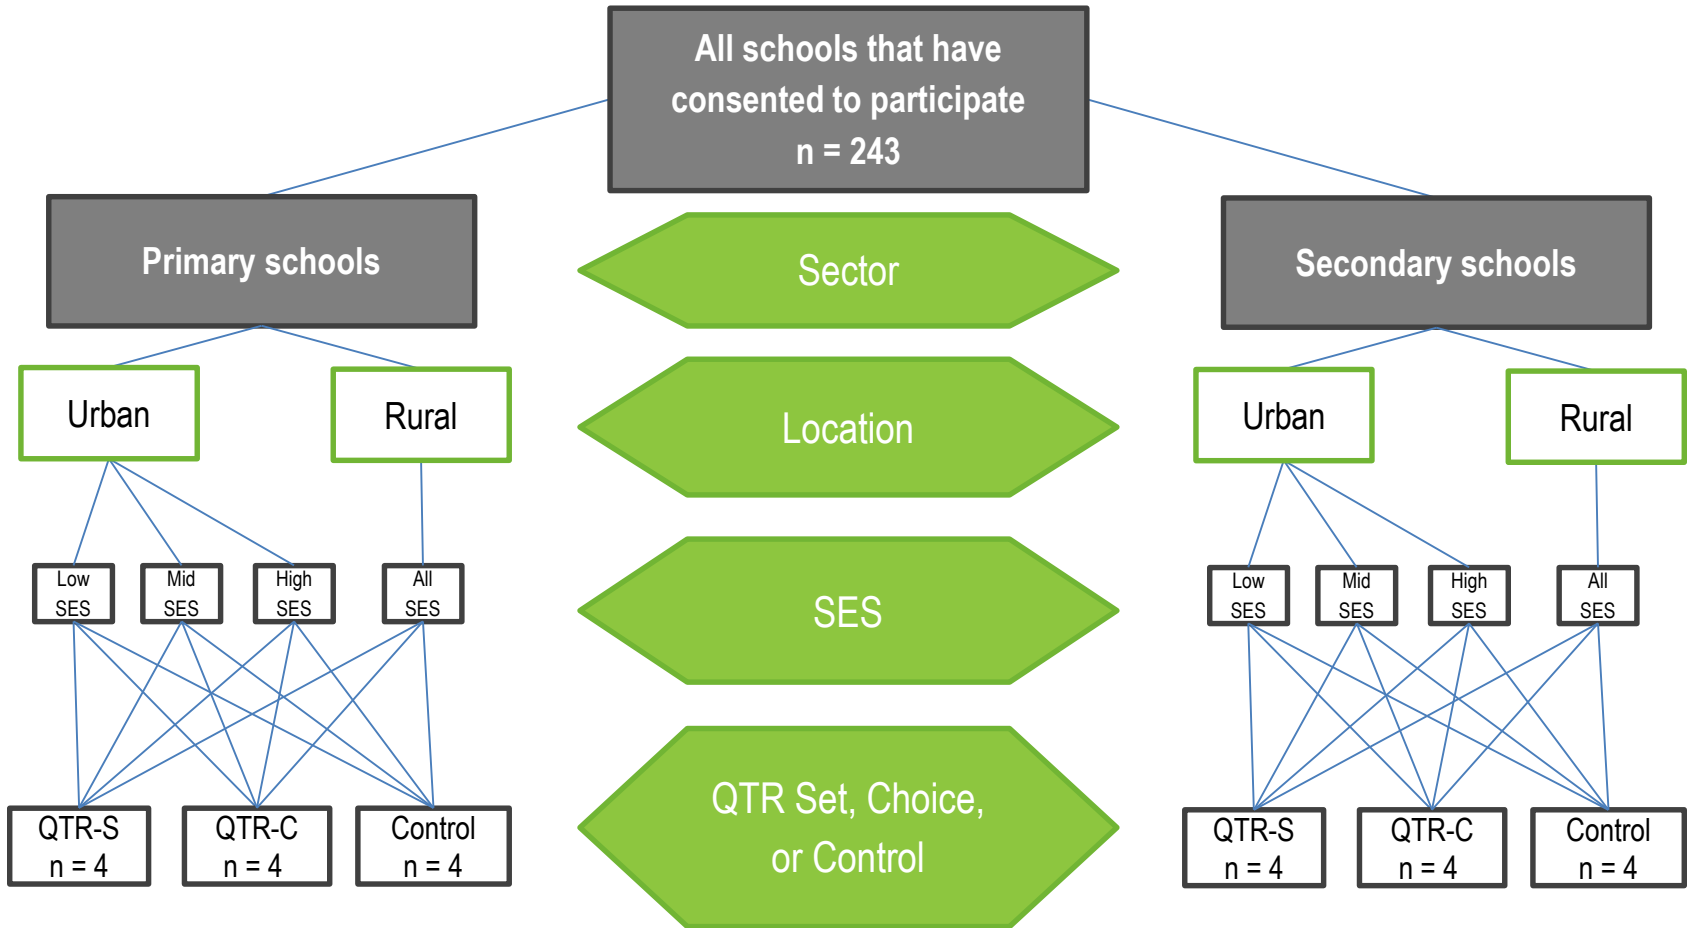 All schools that have
consented to participate
n = 243
Primary schools
Sector
Secondary schools
Urban
Rural
Location
Urban
Rural
Low
SES
Mid
SES
High
SES
All
SES
SES
Low
SES
Mid
SES
High
SES
All
SES
QTR-S
n = 4
QTR-C
n = 4
Control
n = 4
QTR Set, Choice,
or Control
QTR-S
n = 4
QTR-C
n = 4
Control
n = 4